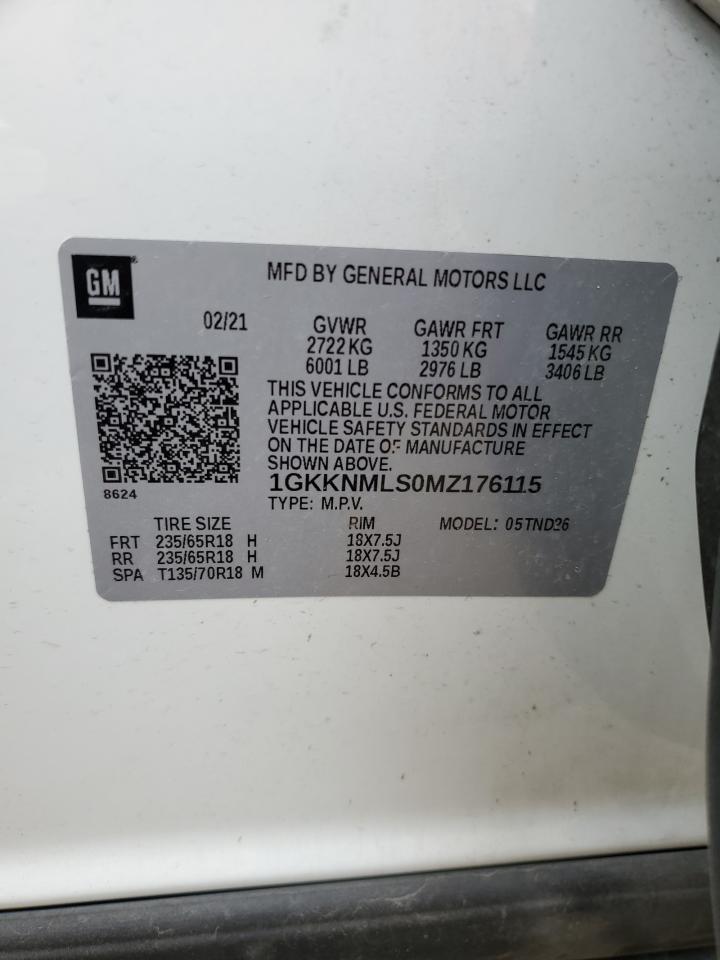 GM
MFD BY GENERAL MOTORS LLC
02/21 GVWR GAWR FRT GAWR RR
2722 KG 1350 KG 1545 KG
6001 LB 2976 LB 3406 LB
THIS VEHICLE CONFORMS TO ALL
APPLICABLE U.S. FEDERAL MOTOR
VEHICLE SAFETY STANDARDS IN EFFECT
ON THE DATE OF MANUFACTURE
SHOWN ABOVE.
8624
1GKKNMLS0MZ176115
TYPE: M.P.V.
TIRE SIZE RIM MODEL: 05TND26
FRT 235/65R18 H 18X7.5J
RR 235/65R18 H 18X7.5J
SPA T135/70R18 M 18X4.5B